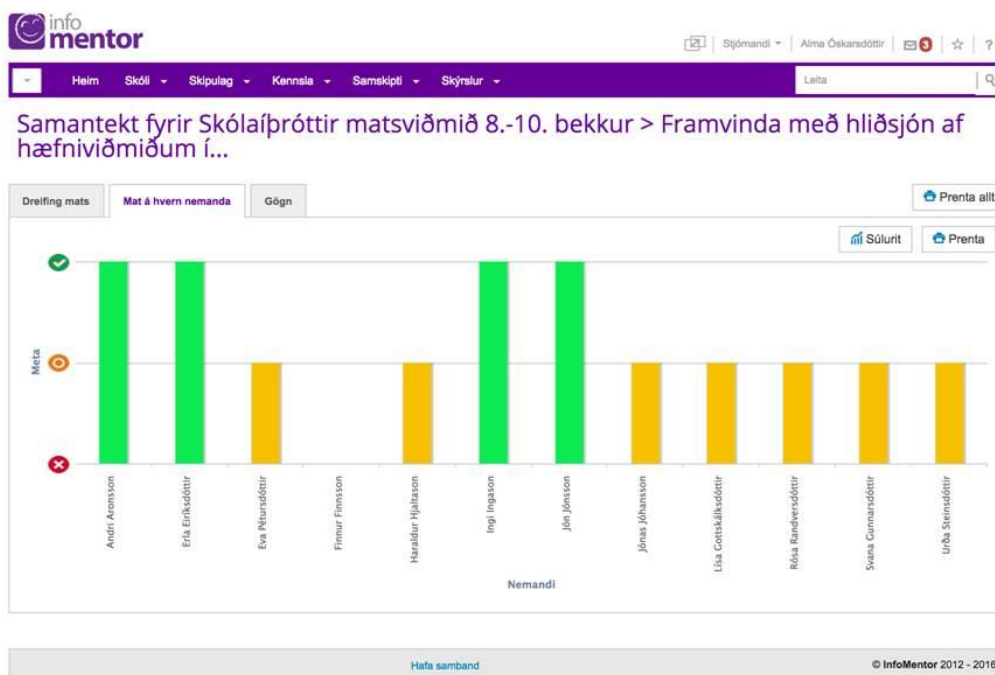 info
mentor
Stjórnandi
Alma Óskarsdóttir
3
?
Heim
Skóli
Skipulag
Kennsla
Samskipti
Skýrslur
Leita
Samantekt fyrir Skólaíþróttir matsviðmið 8.-10. bekkur > Framvinda með hliðsjón af
hæfniviðmiðum í...
Dreifing mats
Mat á hvern nemanda
Gögn
Prenta allt
Súlurit
Prenta
Meta
Andri Aronsson
Erla Eiríksdóttir
Eva Pétursdóttir
Finnur Finnsson
Haraldur Hjaltason
Ingi Ingason
Jón Jónsson
Jónas Jóhansson
Lísa Gottskálksdóttir
Rósa Randversdóttir
Svana Gunnarsdóttir
Urða Steinsdóttir
Nemandi
Hafa samband
© InfoMentor 2012 - 2016